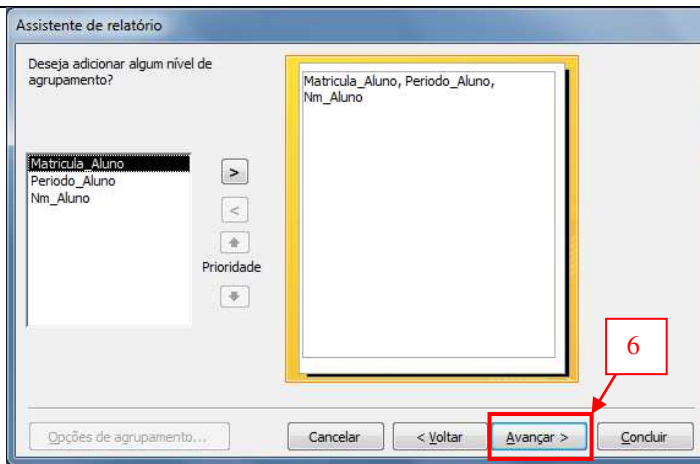 Assistente de relatório
Deseja adicionar algum nível de
agrupamento?
Matricula_Aluno, Periodo_Aluno,
Nm_Aluno
Matricula_Aluno
Periodo_Aluno
Nm_Aluno
>
<
Prioridade
6
Opções de agrupamento...
Cancelar
< Voltar
Avançar >
Concluir